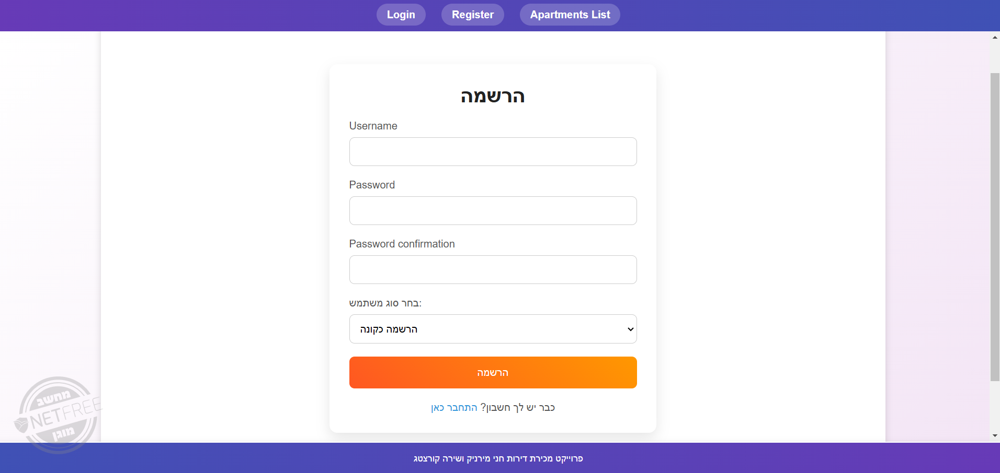 Login
Register
Apartments List
הרשמה
Username
Password
Password confirmation
בחר סוג משתמש:
הרשמה כקונה
הרשמה
כבר יש לך חשבון? התחבר כאן
מחשב
NETFREE
מוגן
פרוייקט מכירת דירות חני מירניק ושירה קורצטג